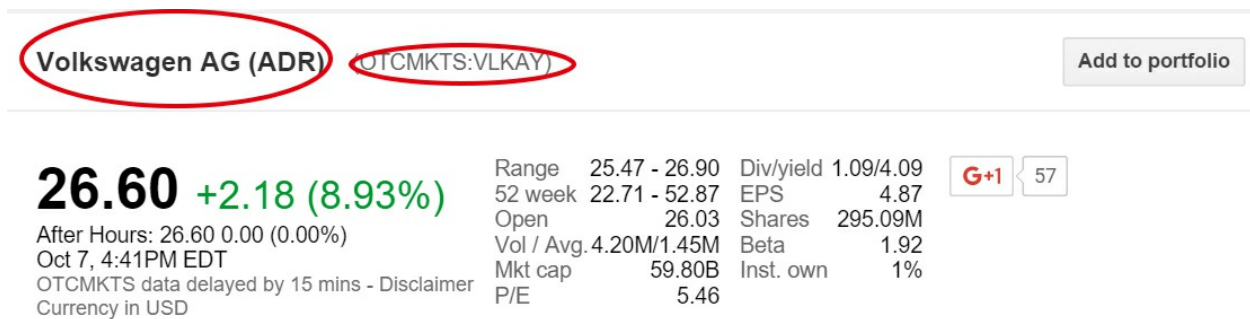 Volkswagen AG (ADR) (OTCMKTS:VLKAY) Add to portfolio
26.60 +2.18 (8.93%)
After Hours: 26.60 0.00 (0.00%)
Oct 7, 4:41PM EDT
OTCMKTS data delayed by 15 mins - Disclaimer
Currency in USD
Range 25.47 - 26.90
52 week 22.71 - 52.87
Open 26.03
Vol / Avg. 4.20M/1.45M
Mkt cap 59.80B
P/E 5.46
Div/yield 1.09/4.09
EPS 4.87
Shares 295.09M
Beta 1.92
Inst. own 1%
G+1 57